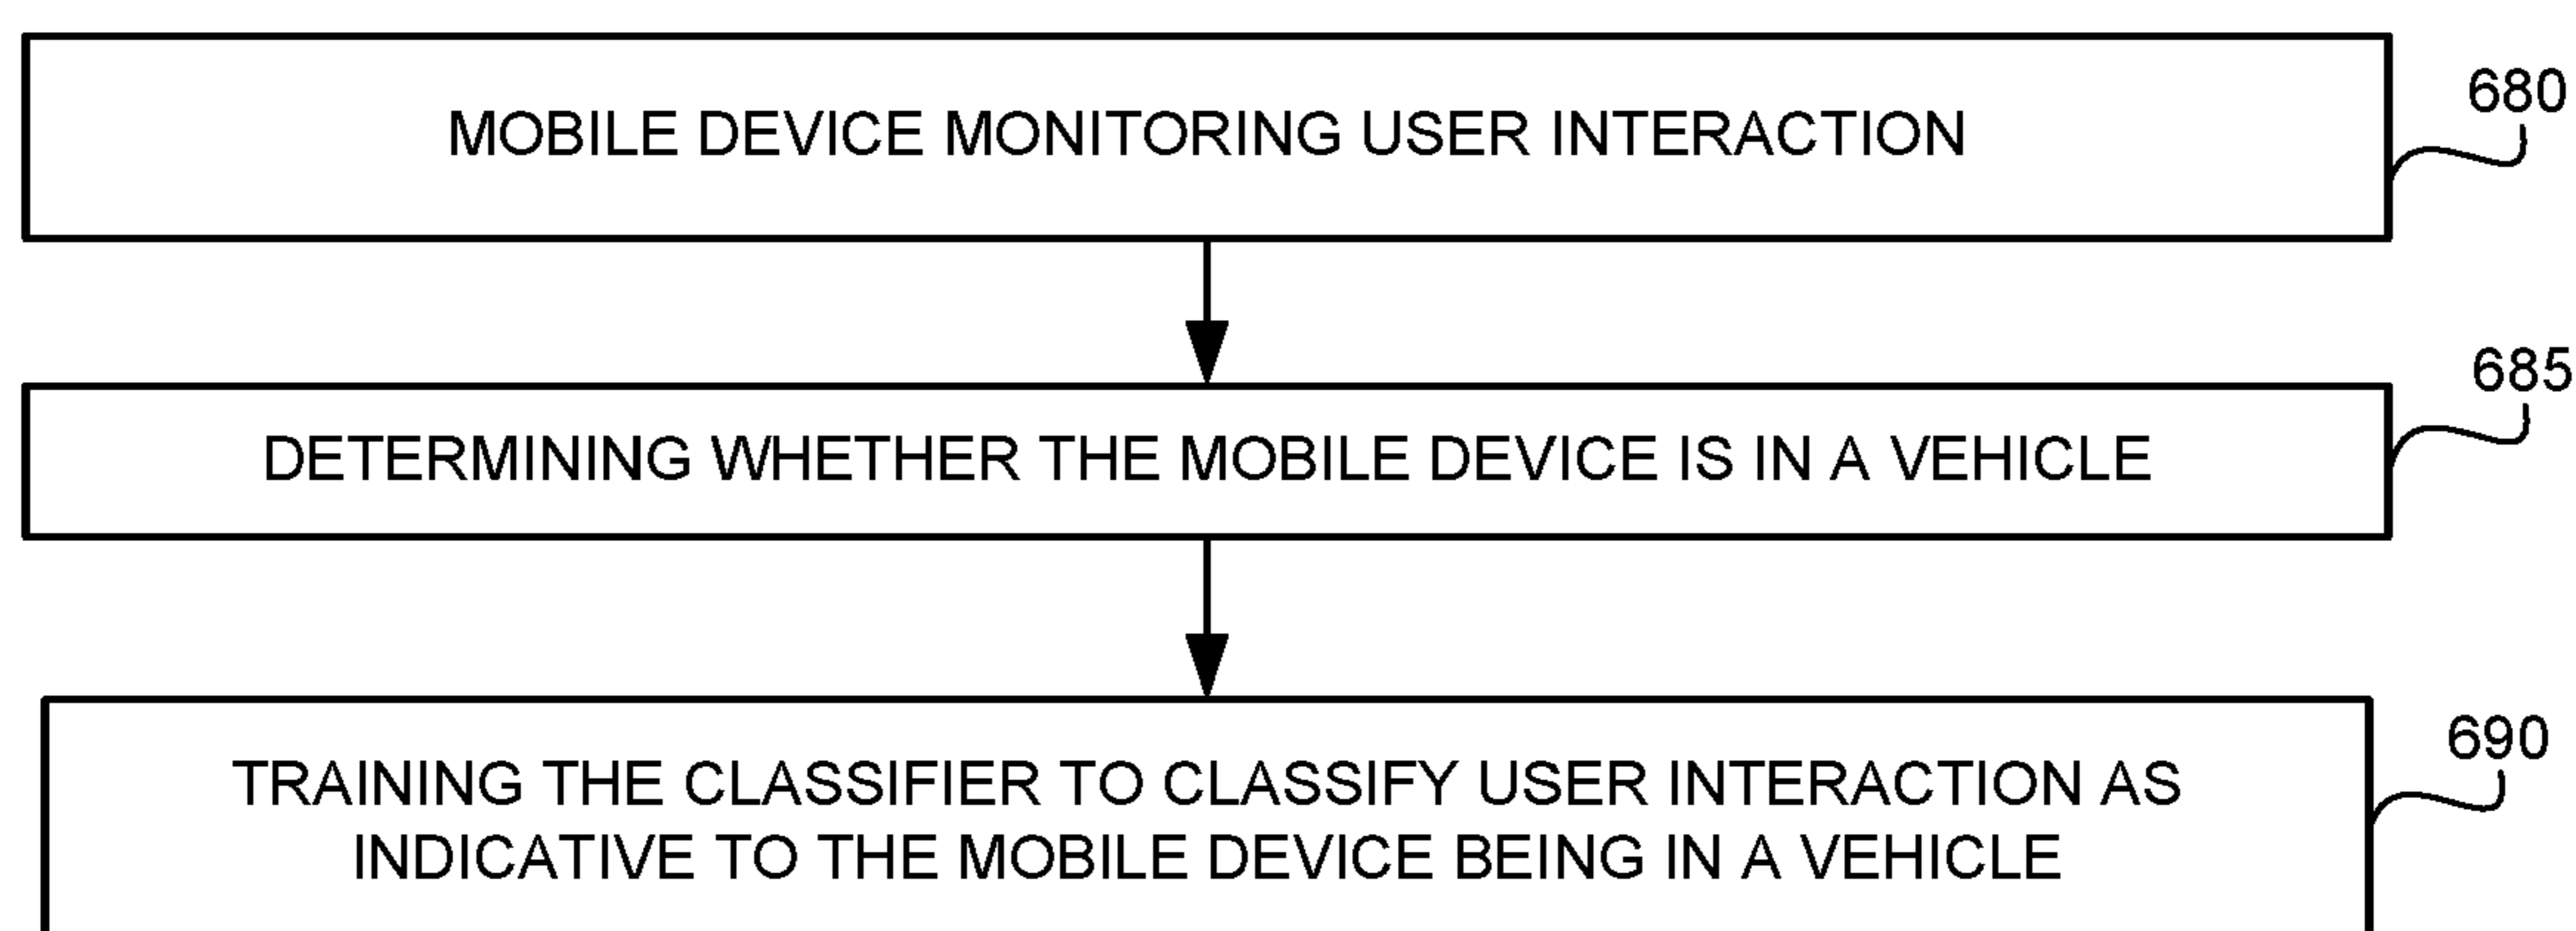 MOBILE DEVICE MONITORING USER INTERACTION
680
DETERMINING WHETHER THE MOBILE DEVICE IS IN A VEHICLE
685
TRAINING THE CLASSIFIER TO CLASSIFY USER INTERACTION AS
INDICATIVE TO THE MOBILE DEVICE BEING IN A VEHICLE
690